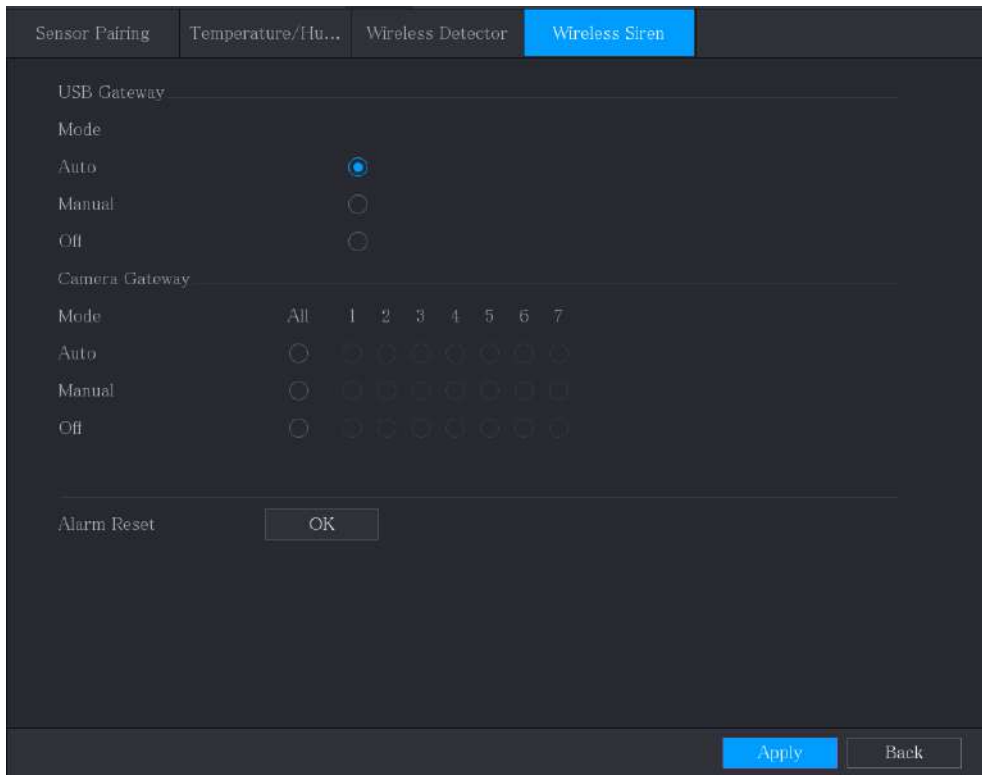 Sensor Pairing Temperature/Hu... Wireless Detector Wireless Siren
USB Gateway
Mode
Auto
Manual
Off
Camera Gateway
Mode All 1 2 3 4 5 6 7
Auto
Manual
Off
Alarm Reset OK
Apply Back